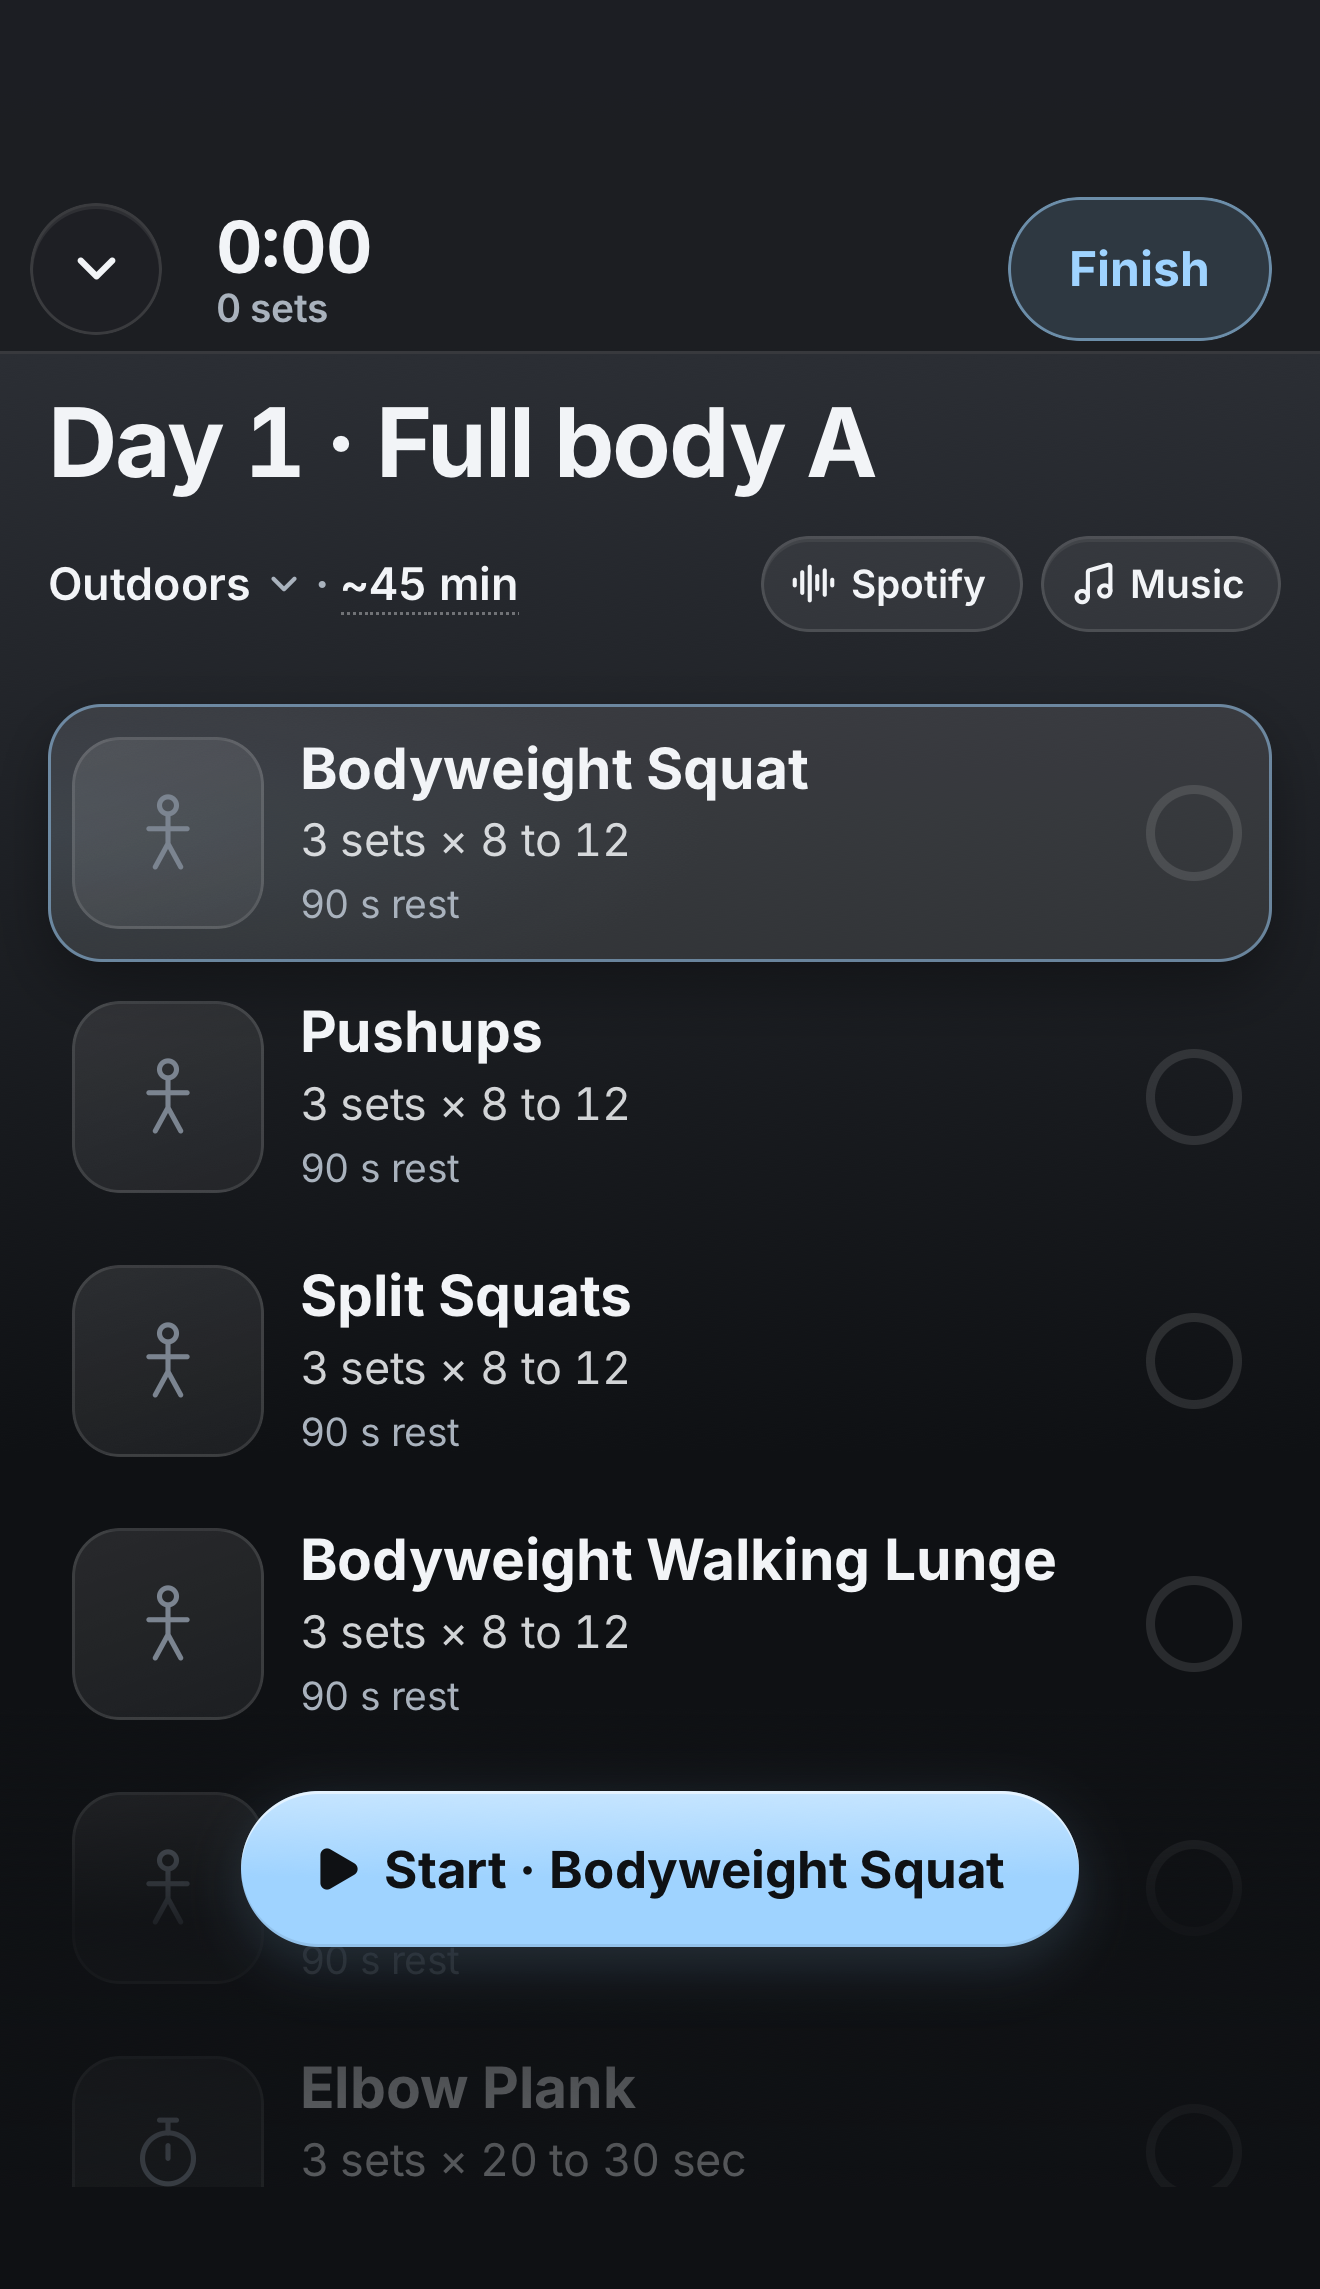 0:00
0 sets
Finish
Day 1 · Full body A
Outdoors · ~45 min
Spotify
Music
Bodyweight Squat
3 sets × 8 to 12
90 s rest
Pushups
3 sets × 8 to 12
90 s rest
Split Squats
3 sets × 8 to 12
90 s rest
Bodyweight Walking Lunge
3 sets × 8 to 12
90 s rest
Start · Bodyweight Squat
90 s rest
Elbow Plank
3 sets × 20 to 30 sec